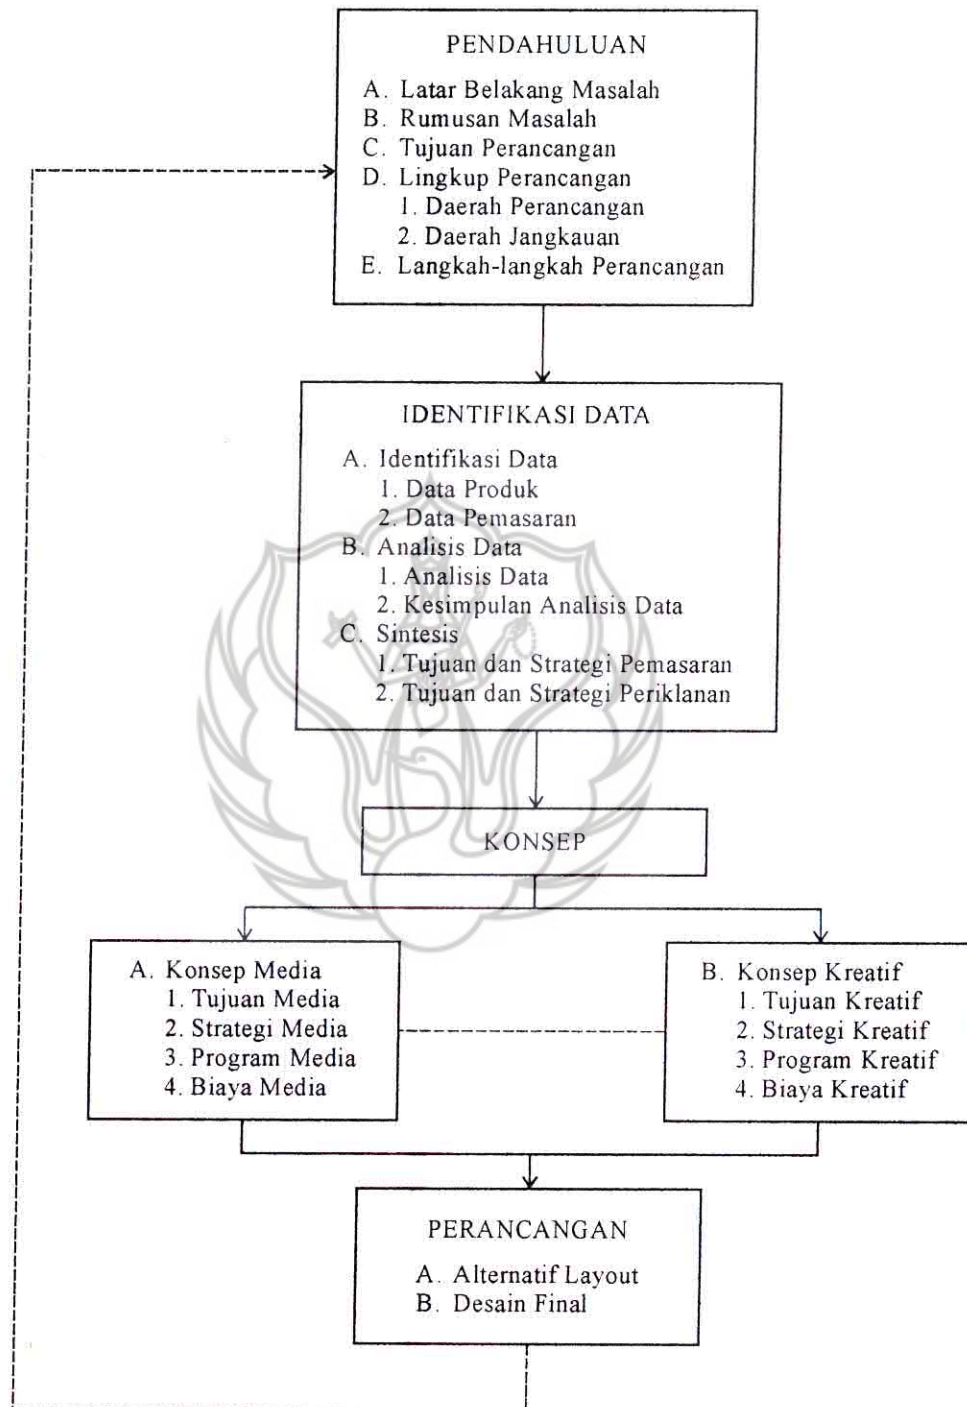 PENDAHULUAN
A. Latar Belakang Masalah
B. Rumusan Masalah
C. Tujuan Perancangan
D. Lingkup Perancangan
1. Daerah Perancangan
2. Daerah Jangkauan
E. Langkah-langkah Perancangan
IDENTIFIKASI DATA
A. Identifikasi Data
1. Data Produk
2. Data Pemasaran
B. Analisis Data
1. Analisis Data
2. Kesimpulan Analisis Data
C. Sintesis
1. Tujuan dan Strategi Pemasaran
2. Tujuan dan Strategi Periklanan
KONSEP
A. Konsep Media
1. Tujuan Media
2. Strategi Media
3. Program Media
4. Biaya Media
B. Konsep Kreatif
1. Tujuan Kreatif
2. Strategi Kreatif
3. Program Kreatif
4. Biaya Kreatif
PERANCANGAN
A. Alternatif Layout
B. Desain Final